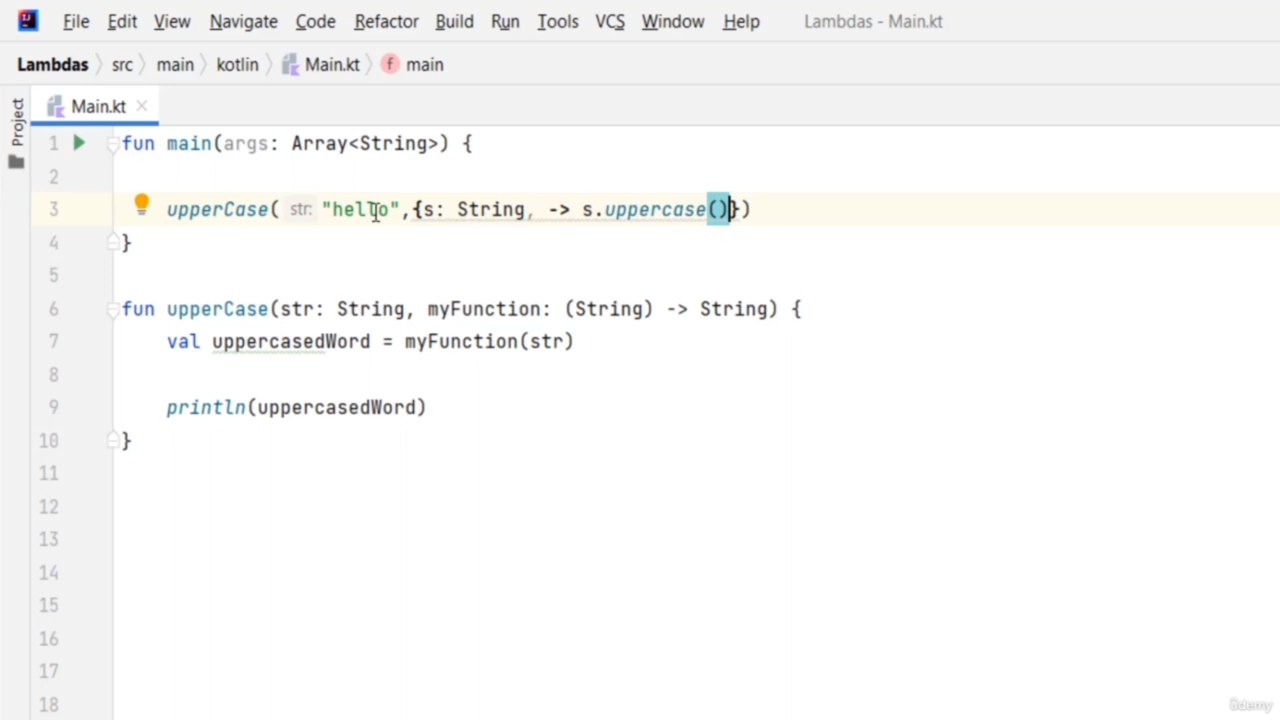 File Edit View Navigate Code Refactor Build Run Tools VCS Window Help Lambdas - Main.kt
Lambdas src main kotlin Main.kt f main
Project
Main.kt
1 fun main(args: Array<String>) {
2
3 upperCase( str: "hello",{s: String, -> s.uppercase()})
4 }
5
6 fun upperCase(str: String, myFunction: (String) -> String) {
7 val uppercasedWord = myFunction(str)
8
9 println(uppercasedWord)
10 }
11
12
13
14
15
16
17
18
ûdemy